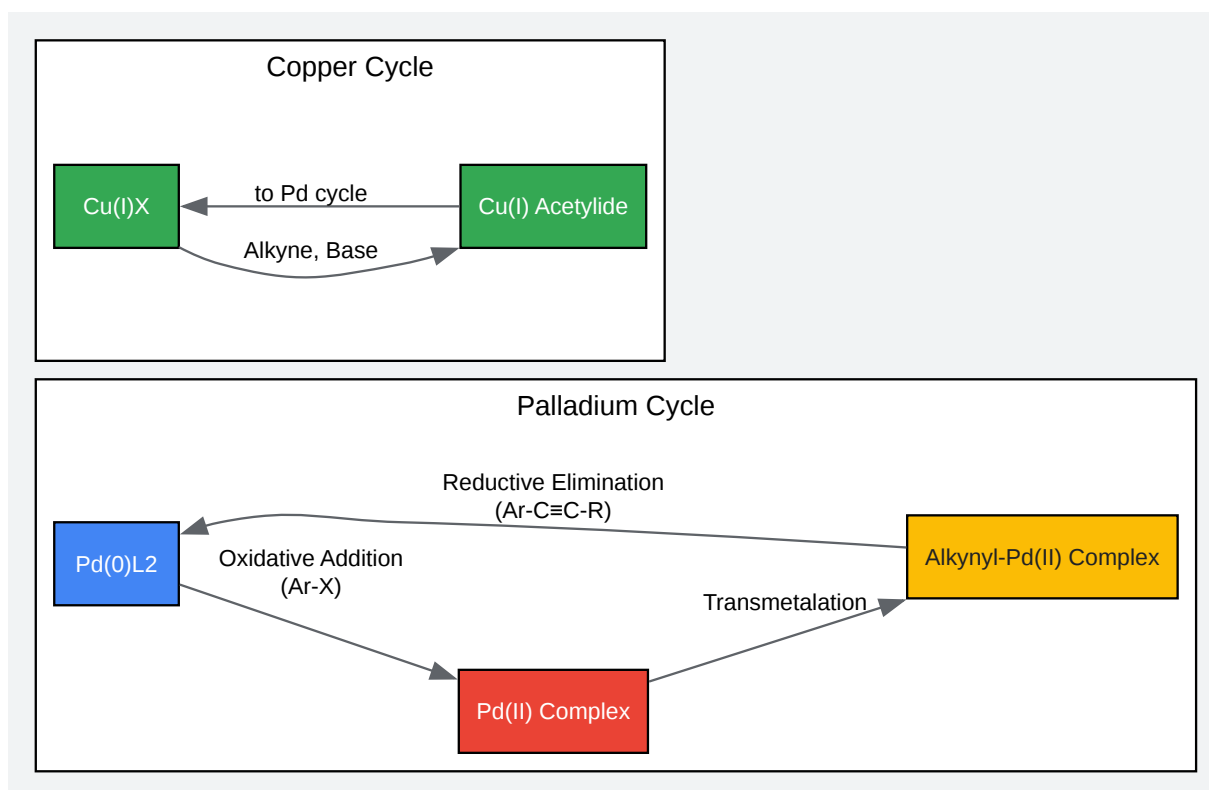 Copper Cycle
to Pd cycle
Cu(I)X
Cu(I) Acetylide
Alkyne, Base
Palladium Cycle
Reductive Elimination
(Ar-C≡C-R)
Pd(0)L2
Oxidative Addition
(Ar-X)
Alkynyl-Pd(II) Complex
Transmetalation
Pd(II) Complex